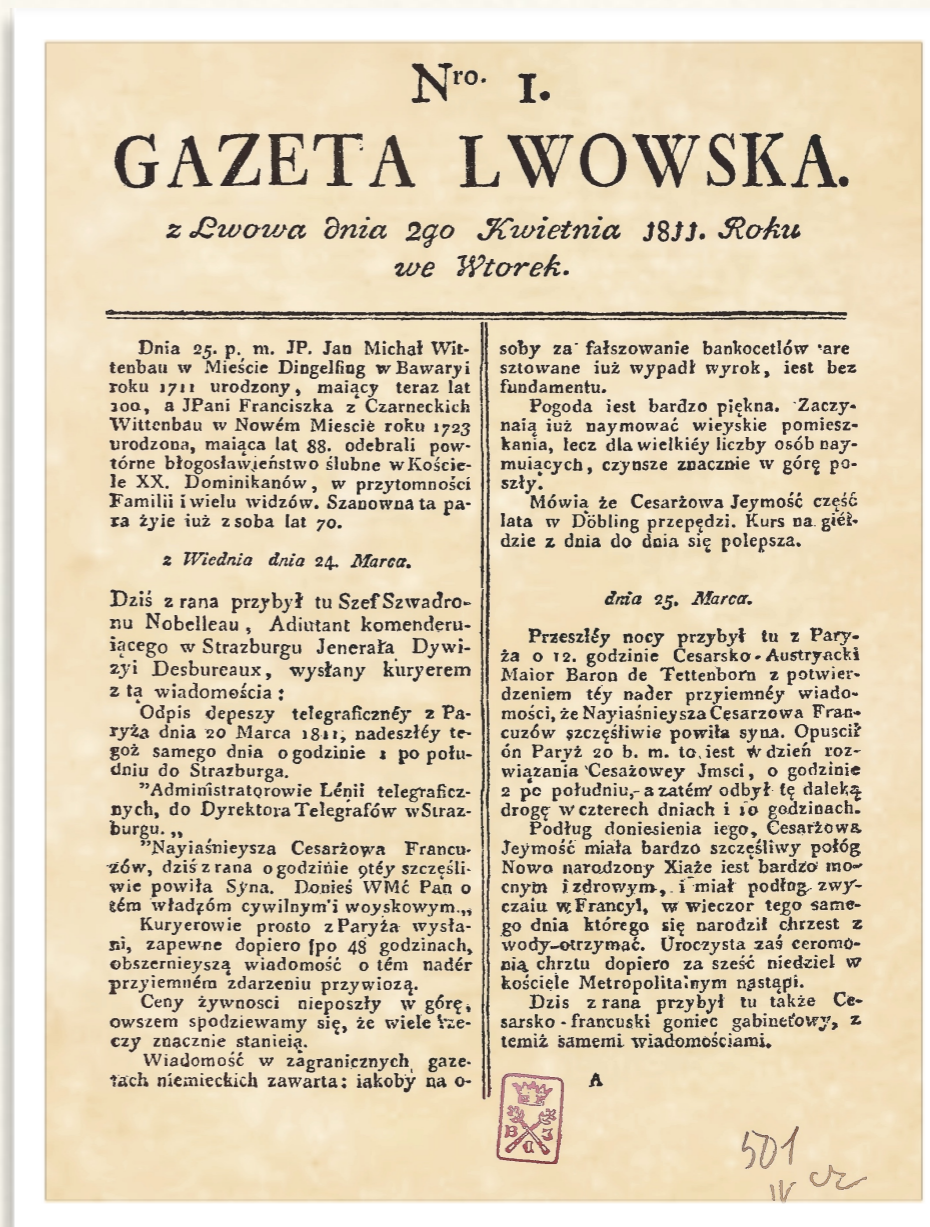 Nro. 1.
GAZETA LWOWSKA.
z Lwowa dnia 2go Kwietnia 1811. Roku
we Wtorek.
Dnia 25. p. m. JP. Jan Michał Wit-
tenbau w Mieście Dingelfing w Bawaryi
roku 1711 urodzony, maiący teraz lat
100, a JPani Franciszka z Czarneckich
Wittenbau w Nowém Miescie roku 1723
urodzona, maiąca lat 88. odebrali pow-
tórne błogosławieństwo ślubne w Koście-
le XX. Dominikanów, w przytomności
Familii i wielu widzów. Szanowna ta pa-
ra żyie iuż z soba lat 70.
z Wiednia dnia 24. Marca.
Dziś z rana przybył tu Szef Szwadro-
nu Nobelleau, Adiutant komenderu-
iącego w Strazburgu Jenerała Dywi-
zyi Desbureaux, wysłany kuryerem
z tą wiadomością:
Odpis depeszy telegraficznéy z Pa-
ryża dnia 20 Marca 1811, nadeszłéy te-
goż samego dnia o godzinie 1 po połu-
dniu do Strazburga.
"Administratorowie Lénii telegraficz-
nych, do Dyrektora Telegrafów w Straz-
burgu.„
"Nayiaśnieysza Cesarżowa Francu-
zów, dziś z rana o godzinie 9téy szczęśli-
wie powiła Syna. Donieś WMć Pan o
tém władzóm cywilnym i woyskowym.„
Kuryerowie prosto z Paryża wysła-
ni, zapewne dopiero po 48 godzinach,
obszernieyszą wiadomość o tém nadér
przyiemném zdarzeniu przywiozą.
Ceny żywnosci nieposzły w górę,
owszem spodziewamy się, że wiele rze-
czy znacznie stanieią.
Wiadomość w zagranicznych gaze-
tach niemieckich zawarta: iakoby na o-
soby za fałszowanie bankocetlów are
sztowane iuż wypadł wyrok, iest bez
fundamentu.
Pogoda iest bardzo piękna. Zaczy-
naią iuż naymować wieyskie pomiesz-
kania, lecz dla wielkiéy liczby osób nay-
muiących, czynsze znacznie w górę po-
szły.
Mówią że Cesarżowa Jeymość część
lata w Döbling przepędzi. Kurs na gieł-
dzie z dnia do dnia się polepsza.
dnia 25. Marca.
Przeszłéy nocy przybył tu z Pary-
ża o 12. godzinie Cesarsko-Austryacki
Maior Baron de Tettenborn z potwier-
dzeniem téy nader przyiemnéy wiado-
mości, że Nayiaśnieysza Cesarzowa Fran-
cuzów szczęśliwie powiła syna. Opuscił
ón Paryż 20 b. m. to iest w dzień roz-
wiązania Cesażowey Jmsci, o godzinie
2 po południu, a zatém odbył tę daleką
drogę w czterech dniach i 10 godzinach.
Podług doniesienia iego, Cesarżowa
Jeymość miała bardzo szczęśliwy połóg
Nowo narodzony Xiąże iest bardzo mo-
cnym i zdrowym, i miał podług zwy-
czaiu w Francyi, w wieczor tego same-
go dnia którego się narodził chrzest z
wody otrzymać. Uroczysta zaś ceromo-
nią chrztu dopiero za sześć niedziel w
kościele Metropolitalnym nastąpi.
Dzis z rana przybył tu także Ce-
sarsko-francuski goniec gabinetowy, z
temiż samemi wiadomościami.
A
B J
501
IV cz